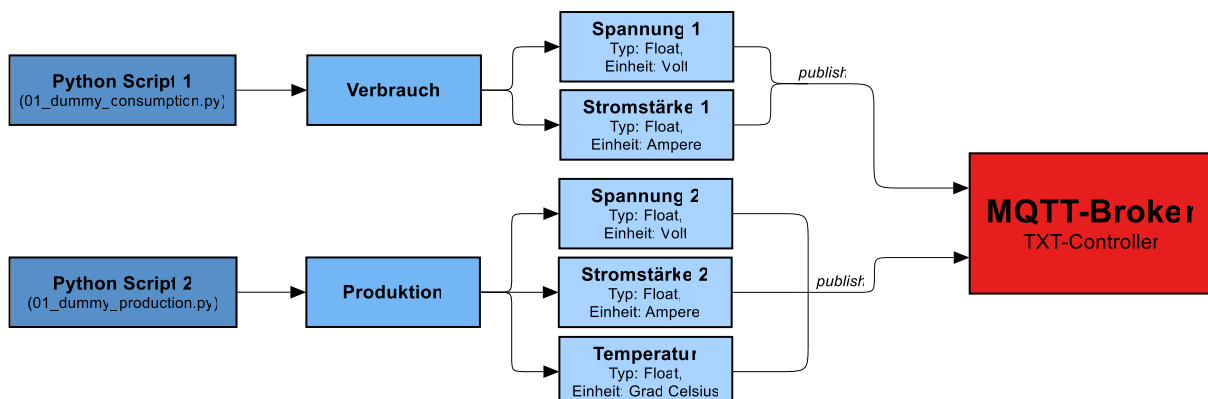 Python Script 1
(01_dummy_consumption.py)
Verbrauch
Spannung 1
Typ: Float,
Einheit: Volt
Stromstärke 1
Typ: Float,
Einheit: Ampere
publish
Python Script 2
(01_dummy_production.py)
Produktion
Spannung 2
Typ: Float,
Einheit: Volt
Stromstärke 2
Typ: Float,
Einheit: Ampere
Temperatur
Typ: Float,
Einheit: Grad Celsius
publish
MQTT-Broker
TXT-Controller